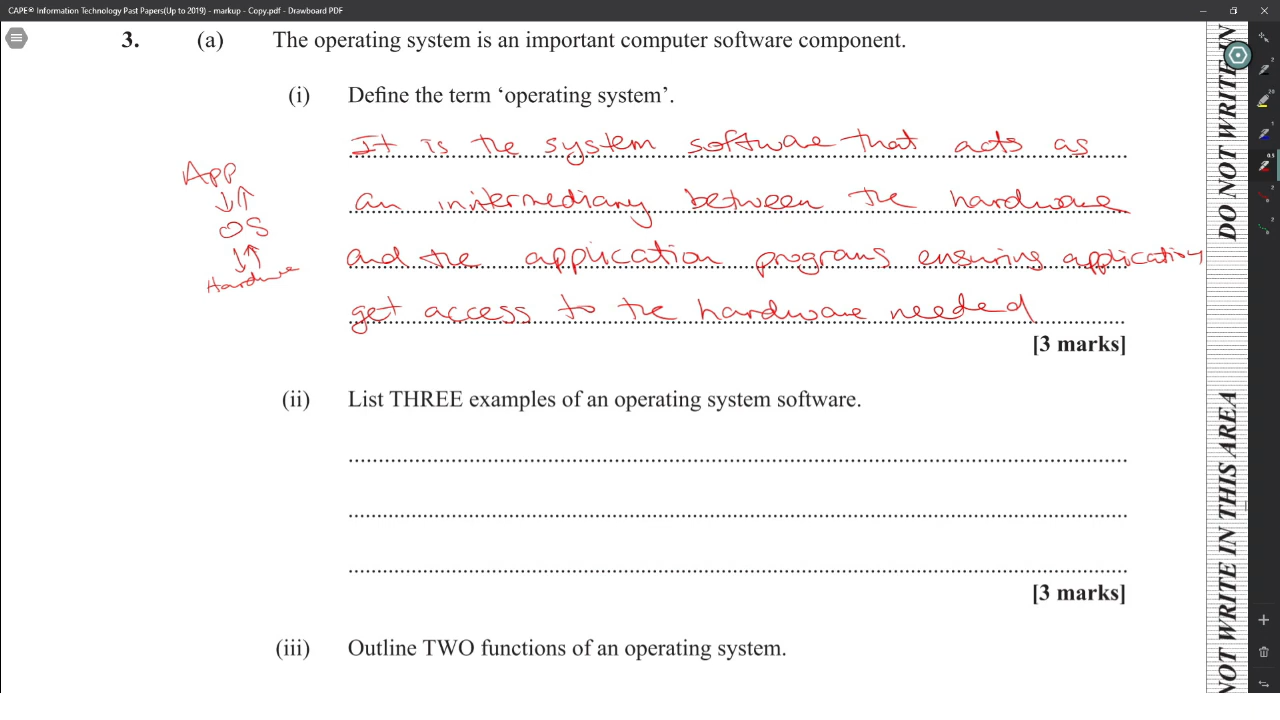 CAPE® Information Technology Past Papers(Up to 2019) - markup - Copy.pdf - Drawboard PDF
3. (a) The operating system is an important computer software component.
(i) Define the term ‘operating system’.
It is the system software that acts as
an intermediary between the hardware
and the application programs ensuring application
get access to the hardware needed
[3 marks]
App
OS
Hardware
(ii) List THREE examples of an operating system software.
[3 marks]
(iii) Outline TWO functions of an operating system.
DO NOT WRITE IN
NOT WRITE IN THIS AREA